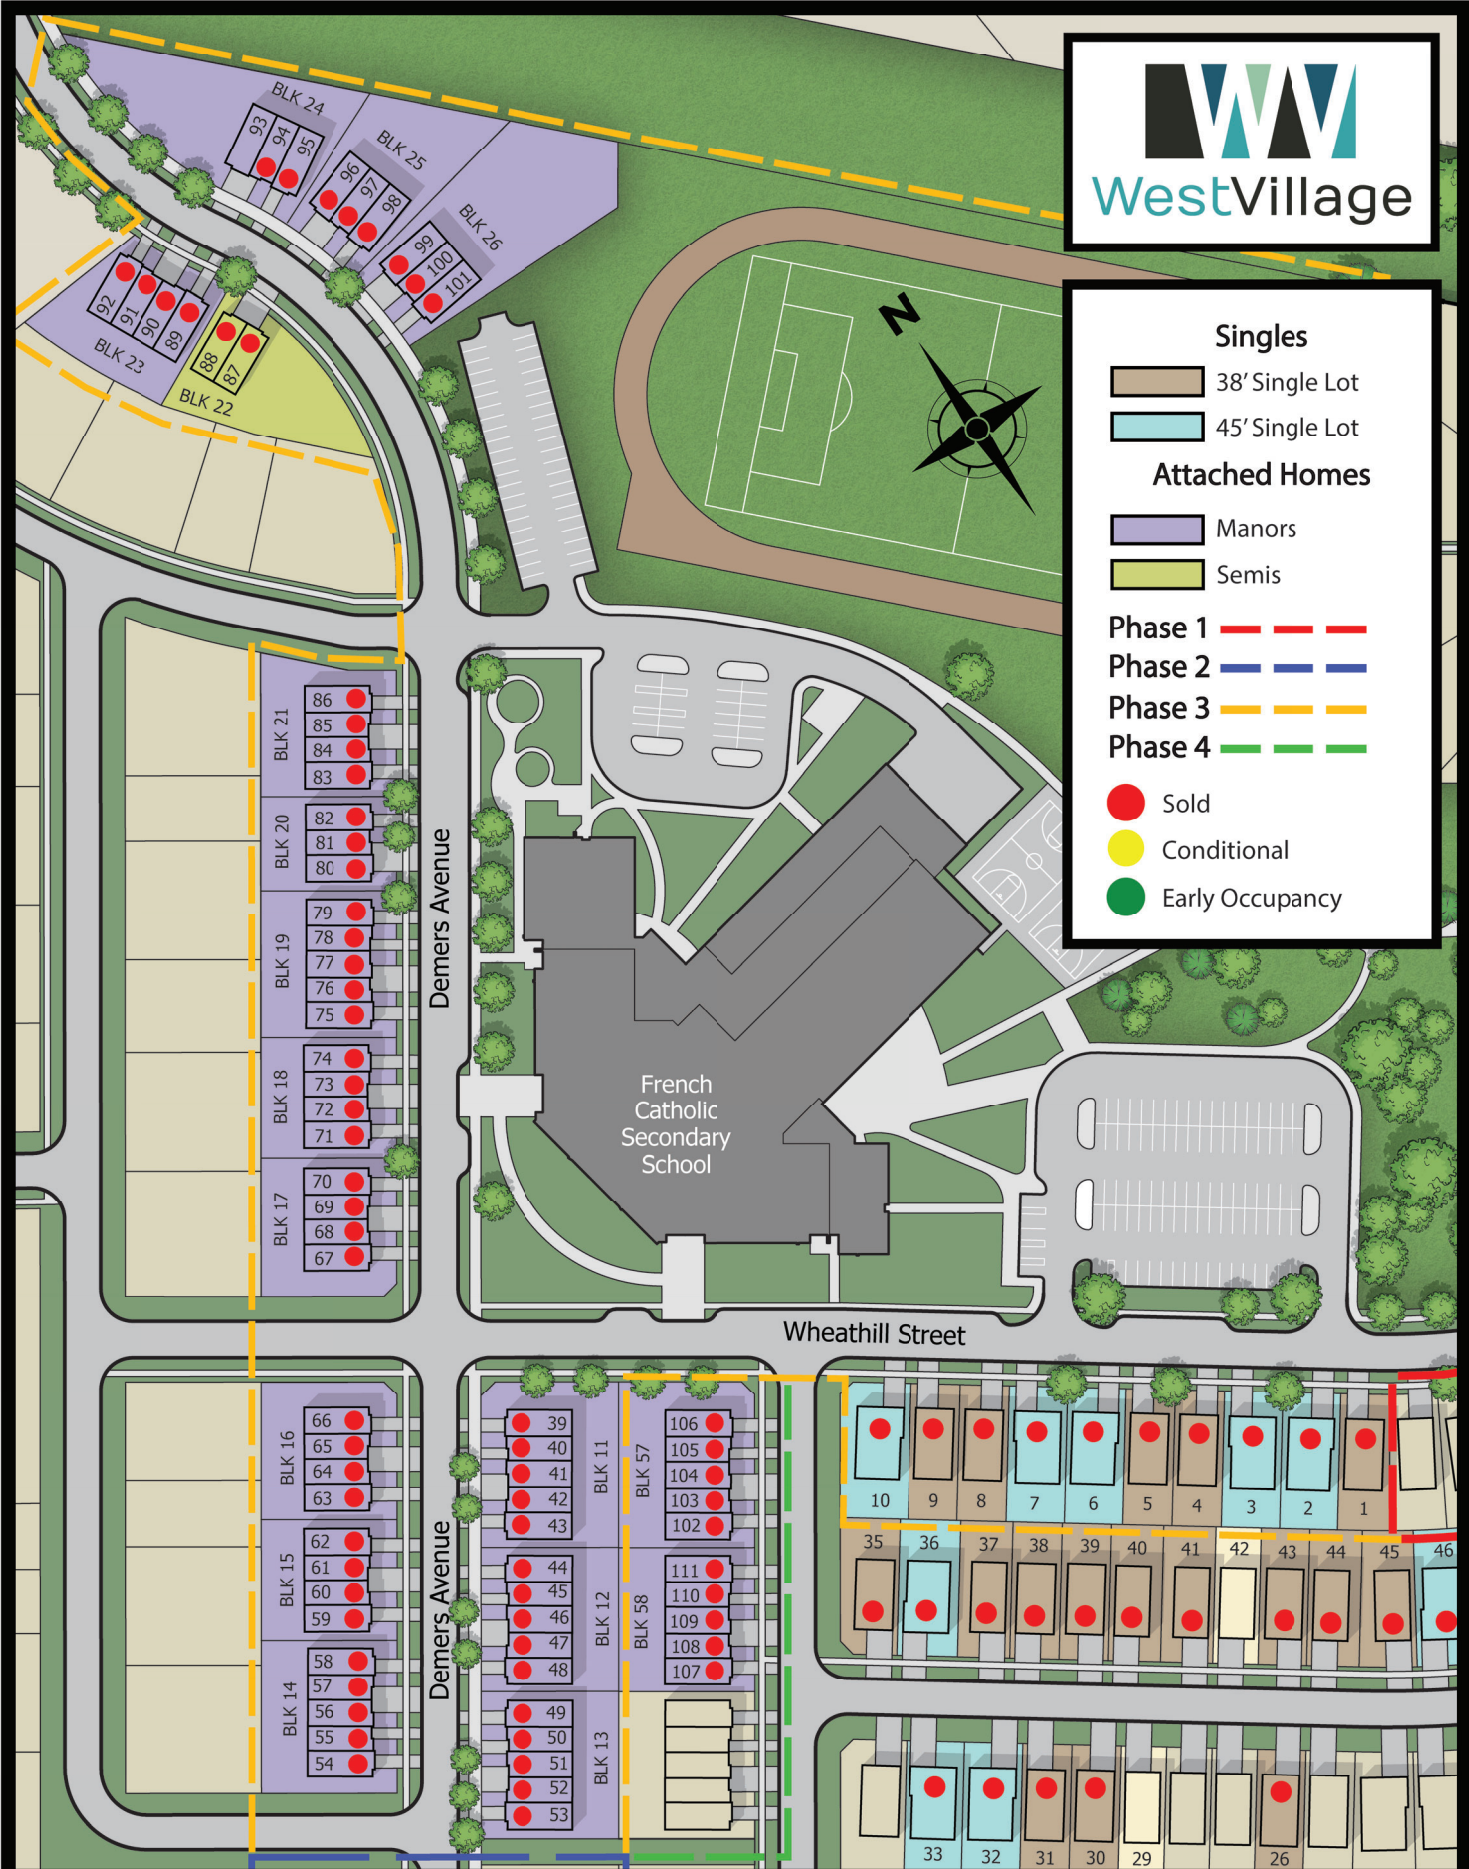 WestVillage
Singles
38' Single Lot
45' Single Lot
Attached Homes
Manors
Semis
Phase 1
Phase 2
Phase 3
Phase 4
Sold
Conditional
Early Occupancy
N
BLK 24
93
94
95
BLK 25
96
97
98
BLK 26
99
100
101
92
91
90
89
BLK 23
88
87
BLK 22
BLK 21
86
85
84
83
BLK 20
82
81
80
BLK 19
79
78
77
76
75
BLK 18
74
73
72
71
BLK 17
70
69
68
67
Demers Avenue
French
Catholic
Secondary
School
Wheathill Street
BLK 16
66
65
64
63
BLK 15
62
61
60
59
BLK 14
58
57
56
55
54
Demers Avenue
39
40
41
42
43
BLK 11
44
45
46
47
48
BLK 12
49
50
51
52
53
BLK 13
BLK 57
106
105
104
103
102
BLK 58
111
110
109
108
107
10
9
8
7
6
5
4
3
2
1
35
36
37
38
39
40
41
42
43
44
45
46
33
32
31
30
29
26